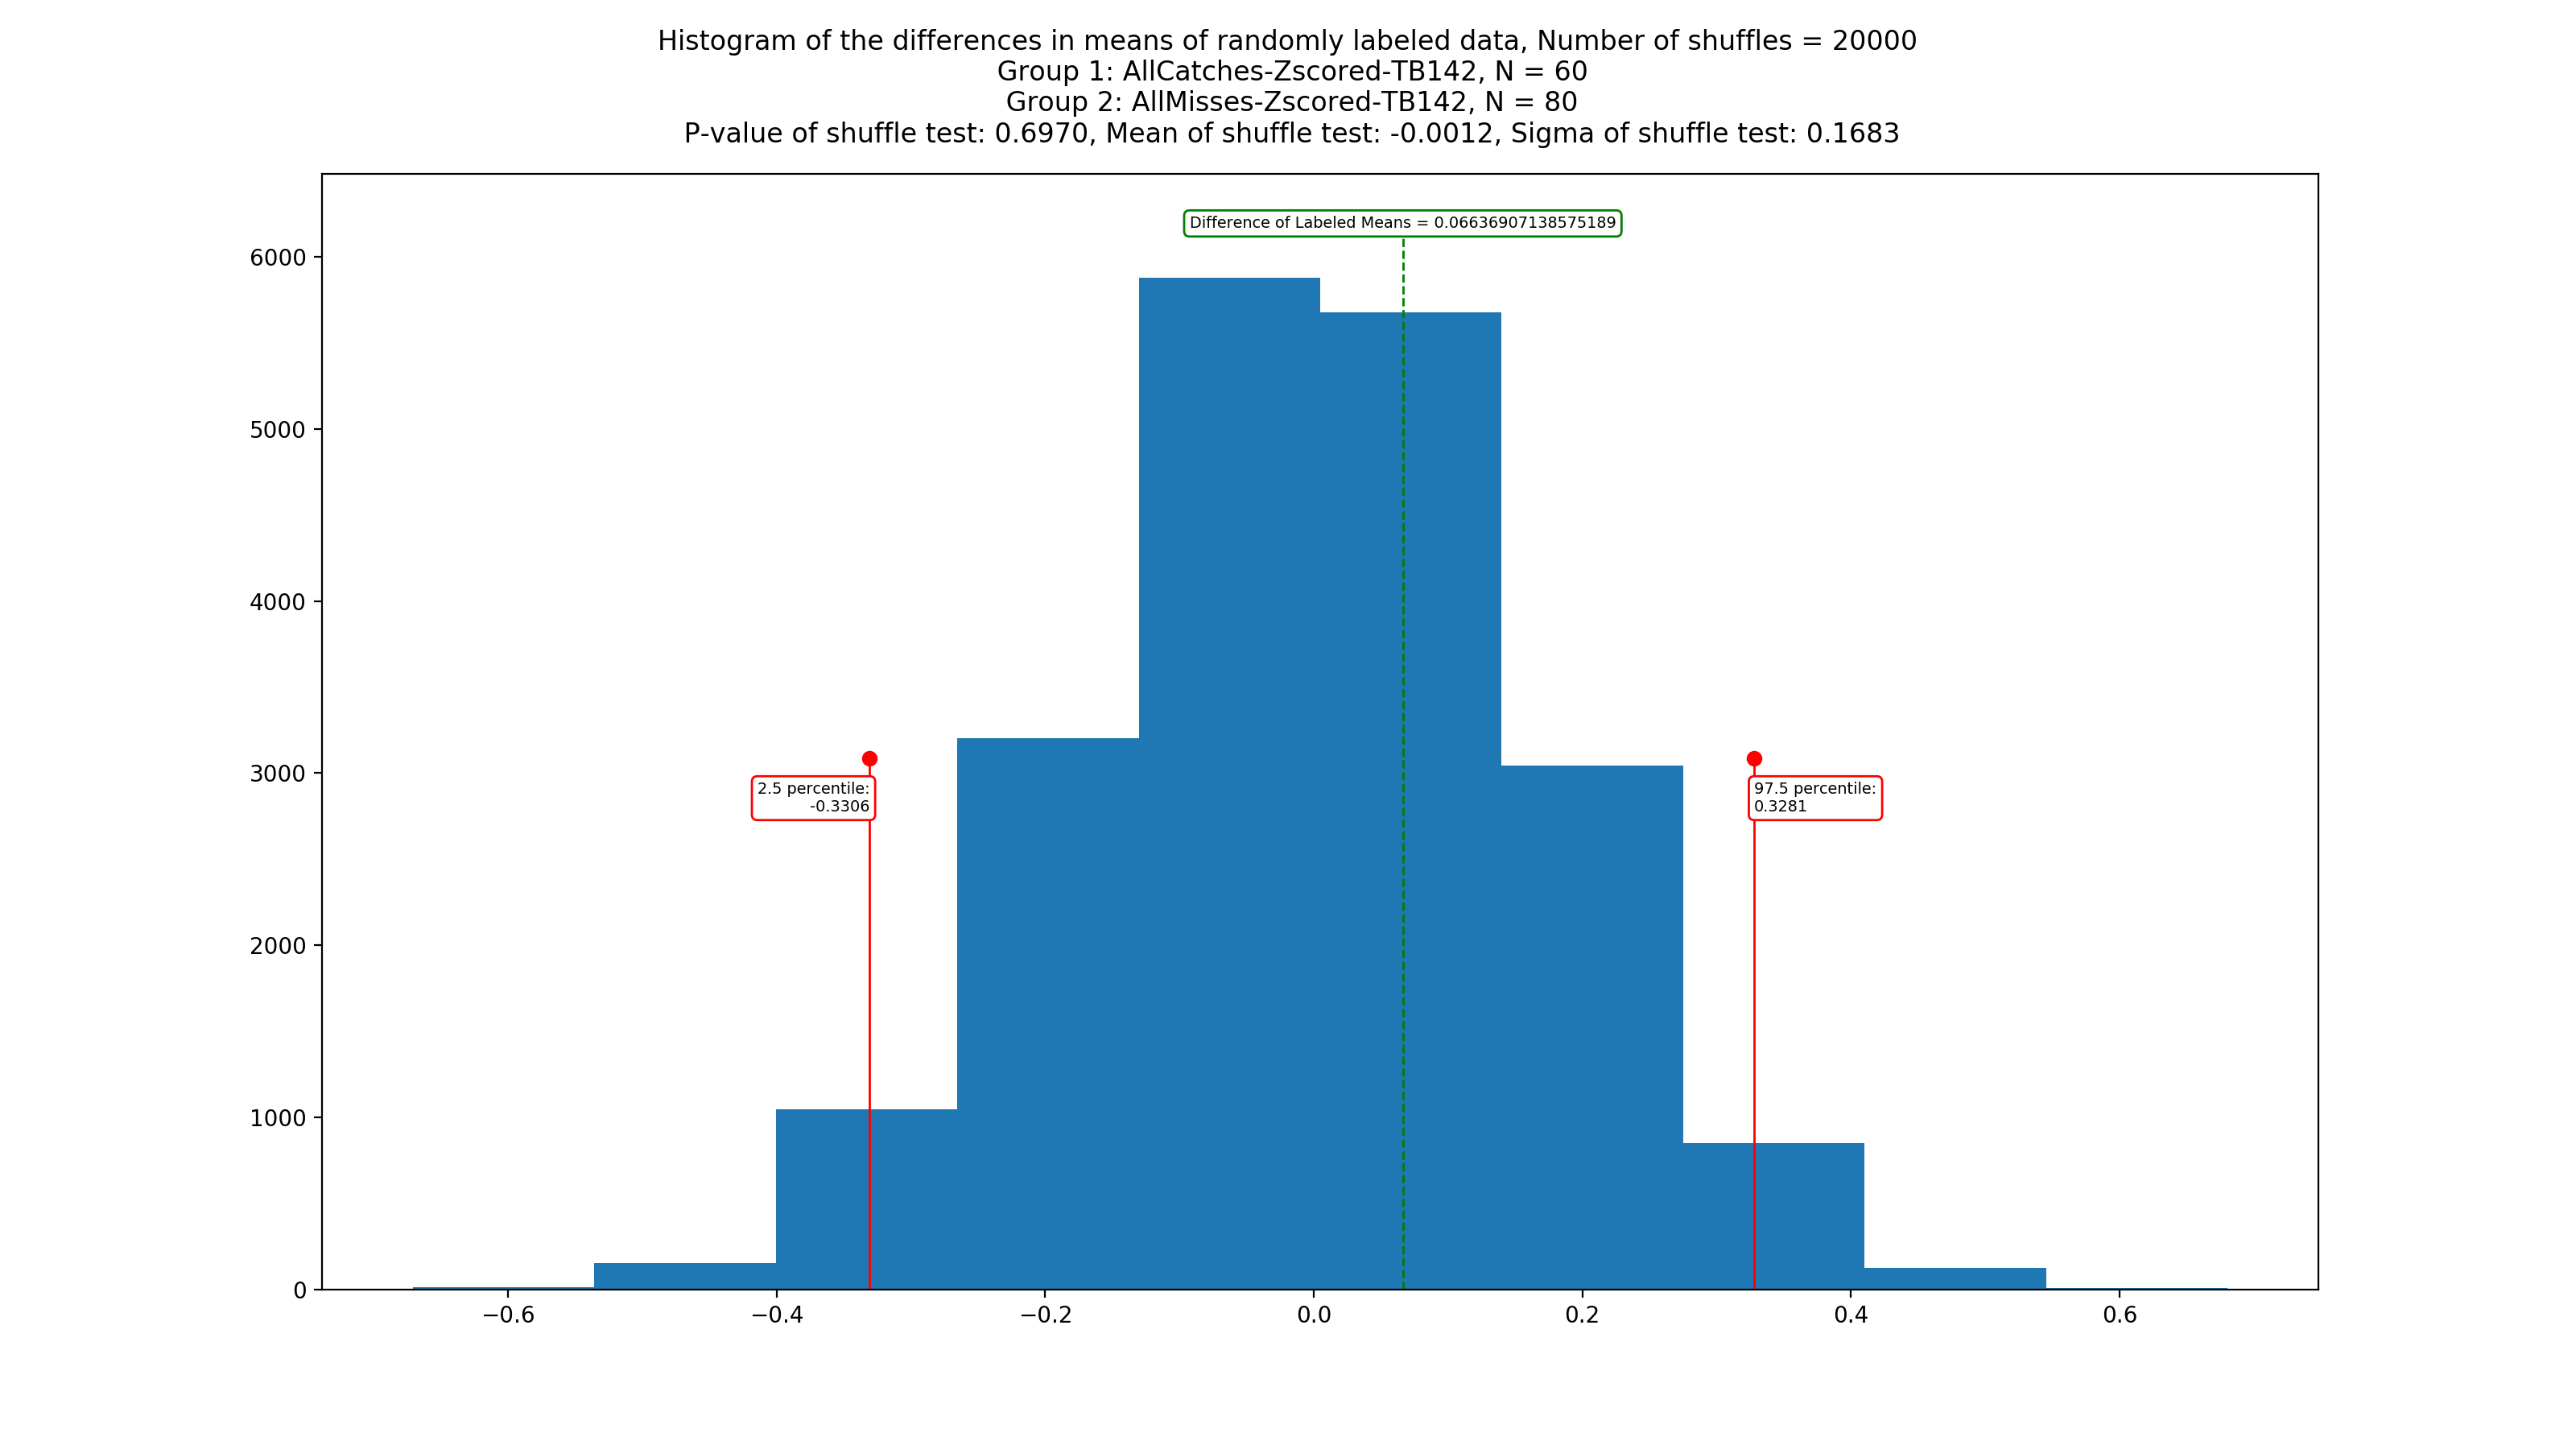 Histogram of the differences in means of randomly labeled data, Number of shuffles = 20000
Group 1: AllCatches-Zscored-TB142, N = 60
Group 2: AllMisses-Zscored-TB142, N = 80
P-value of shuffle test: 0.6970, Mean of shuffle test: -0.0012, Sigma of shuffle test: 0.1683
Difference of Labeled Means = 0.06636907138575189
6000
5000
4000
3000
2.5 percentile:
-0.3306
97.5 percentile:
0.3281
2000
1000
0
−0.6
−0.4
−0.2
0.0
0.2
0.4
0.6